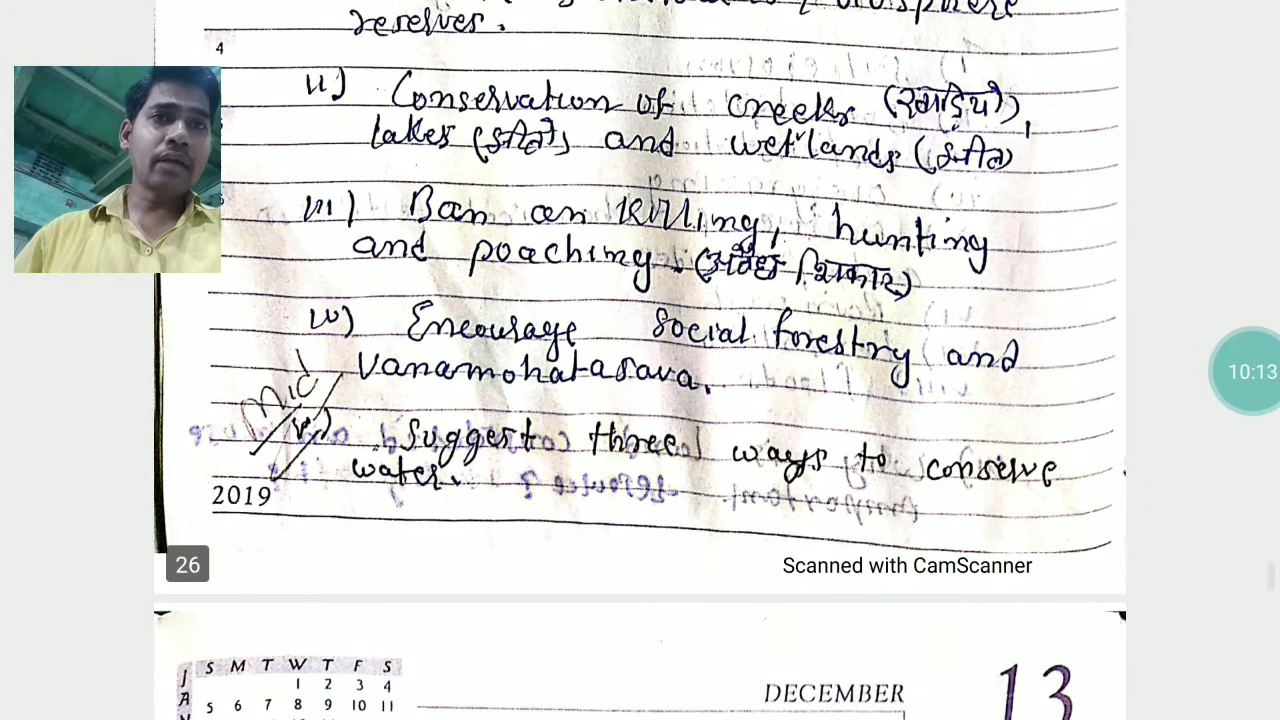 reserves.
4
ii) Conservation of creeks (खाड़ियों),
lakes (झीलें) and wetlands (झील
iii) Ban on killing, hunting
and poaching. (अवैध शिकार)
iv) Encourage social forestry and
Vanamohatasava.
Mid
Suggest three ways to conserve
water.
2019
26
Scanned with CamScanner
10:13
S M T W T F S
1 2 3 4
5 6 7 8 9 10 11
J
A
N
DECEMBER
13